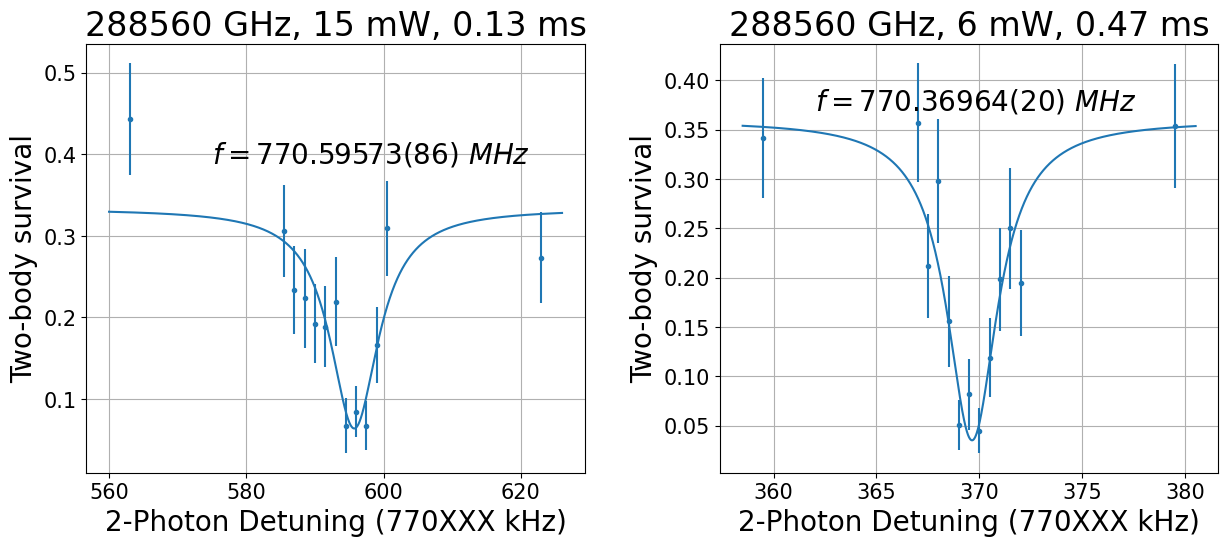 288560 GHz, 15 mW, 0.13 ms
0.5
0.4
0.3
0.2
0.1
Two-body survival
f = 770.59573(86) MHz
560
580
600
620
2-Photon Detuning (770XXX kHz)
288560 GHz, 6 mW, 0.47 ms
0.40
0.35
0.30
0.25
0.20
0.15
0.10
0.05
Two-body survival
f = 770.36964(20) MHz
360
365
370
375
380
2-Photon Detuning (770XXX kHz)